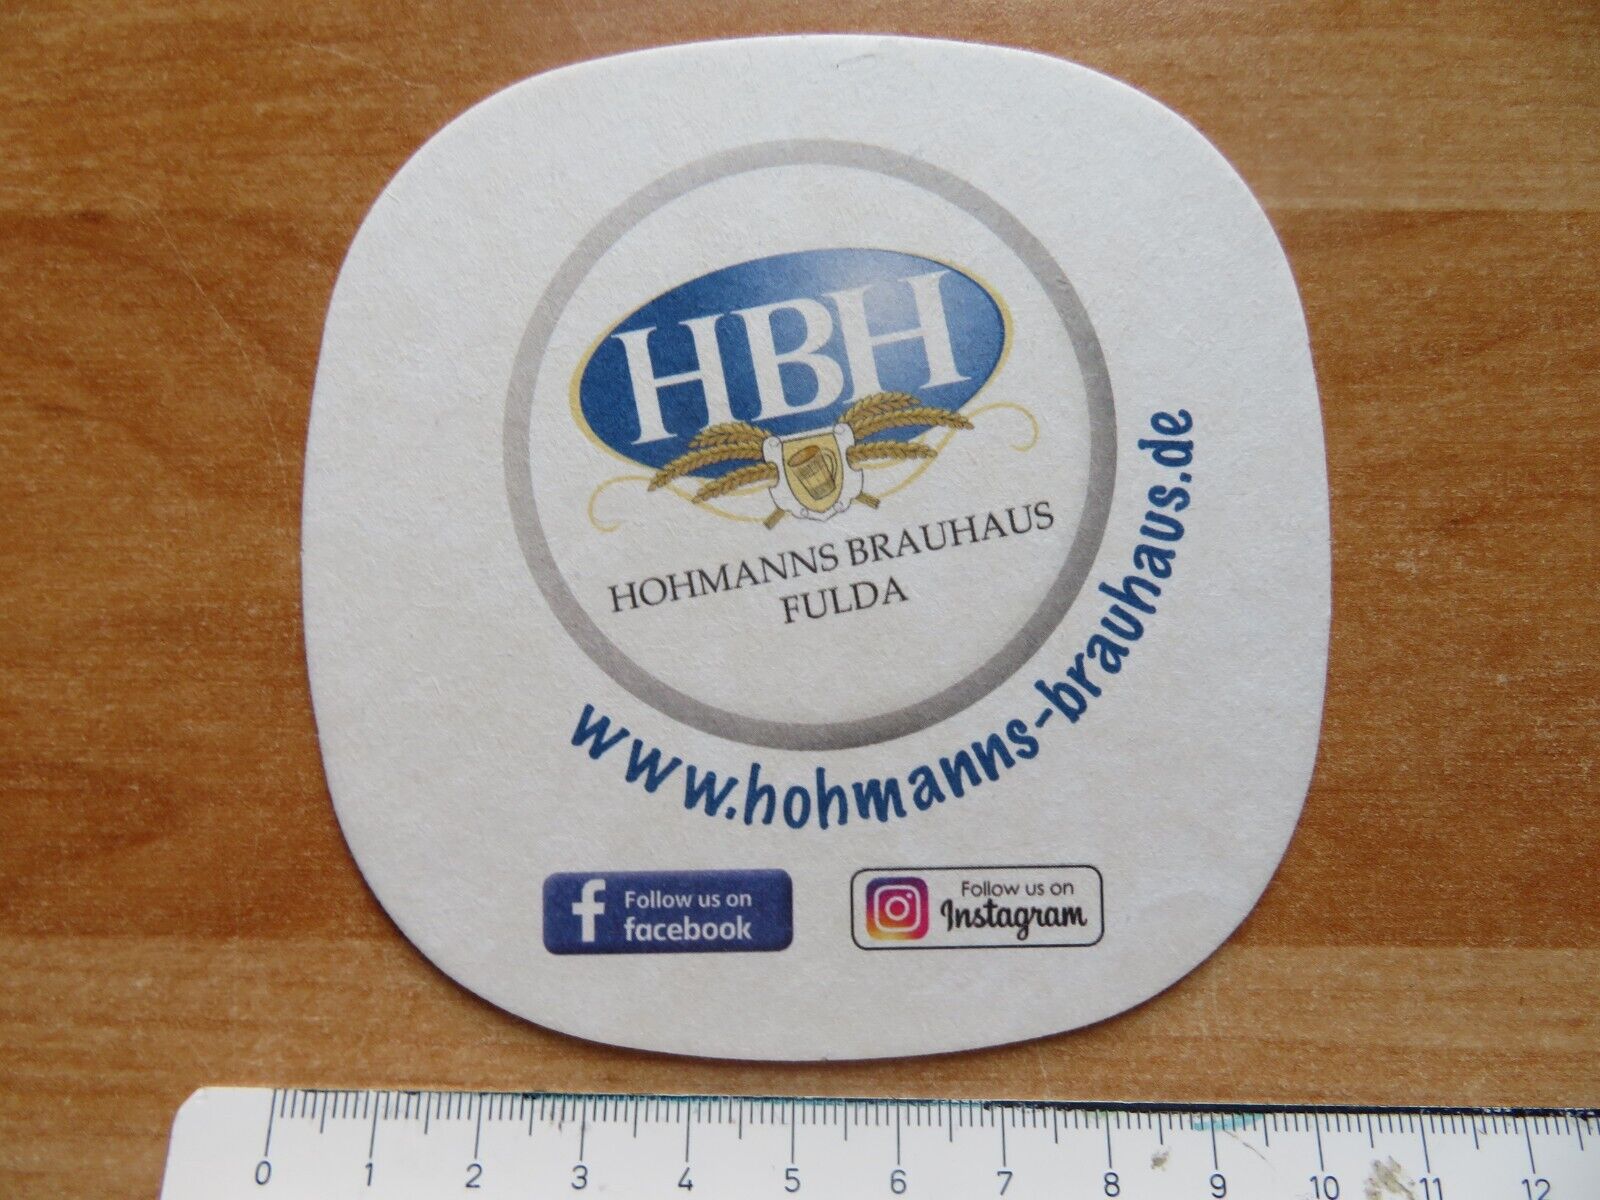 HBH
HOHMANNS BRAUHAUS
FULDA
www.hohmanns-brauhaus.de
f Follow us on
facebook
Follow us on
Instagram
0 1 2 3 4 5 6 7 8 9 10 11 12